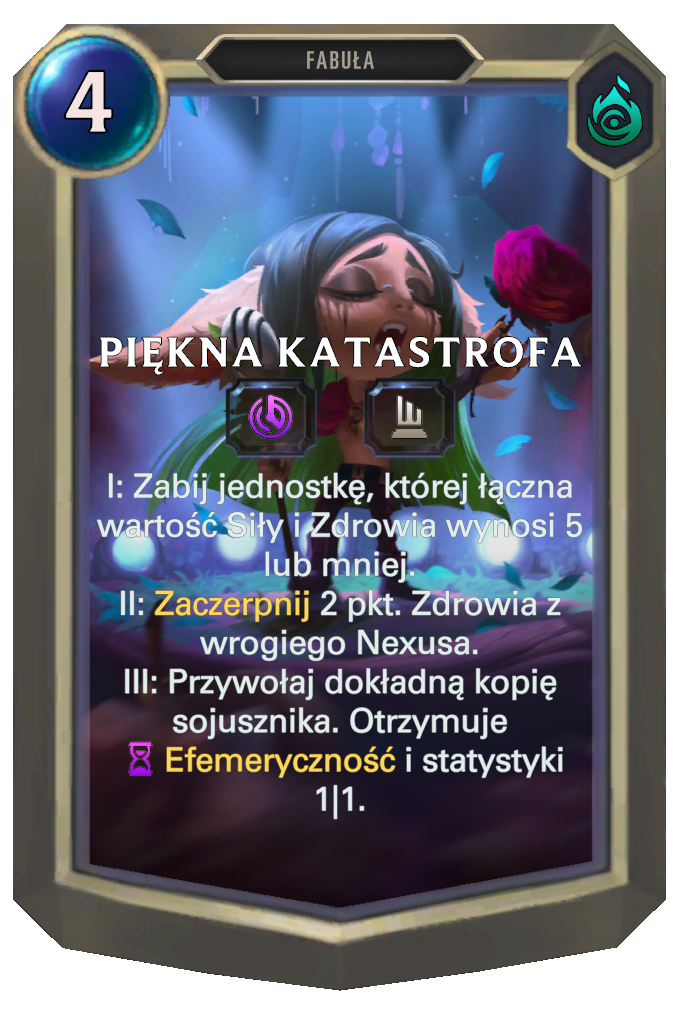 FABUŁA
4
PIĘKNA KATASTROFA
I: Zabij jednostkę, której łączna
wartość Siły i Zdrowia wynosi 5
lub mniej.
II: Zaczerpnij 2 pkt. Zdrowia z
wrogiego Nexusa.
III: Przywołaj dokładną kopię
sojusznika. Otrzymuje
Efemeryczność i statystyki
1|1.